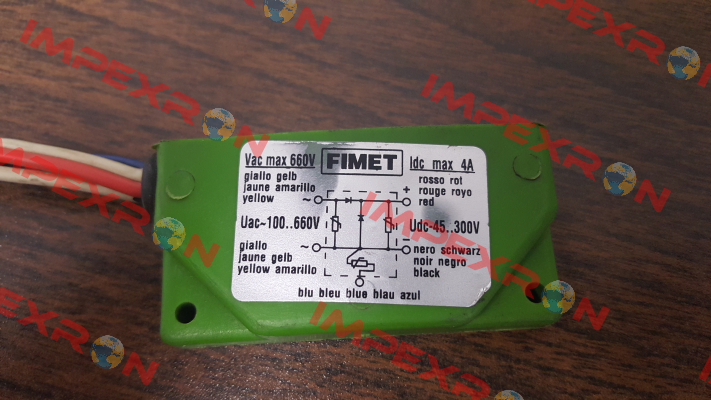 Vac max 660V FIMET Idc max 4A
giallo gelb
jaune amarillo
yellow ~
rosso rot
+ rouge royo
red
Uac~100..660V
Udc-45..300V
giallo
jaune gelb ~
yellow amarillo
− nero schwarz
noir negro
black
blu bleu blue blau azul
IMPEXRON
IMPEXRON
IMPEXRON
IMPEXRON
IMPEXRON
IMPEXRON